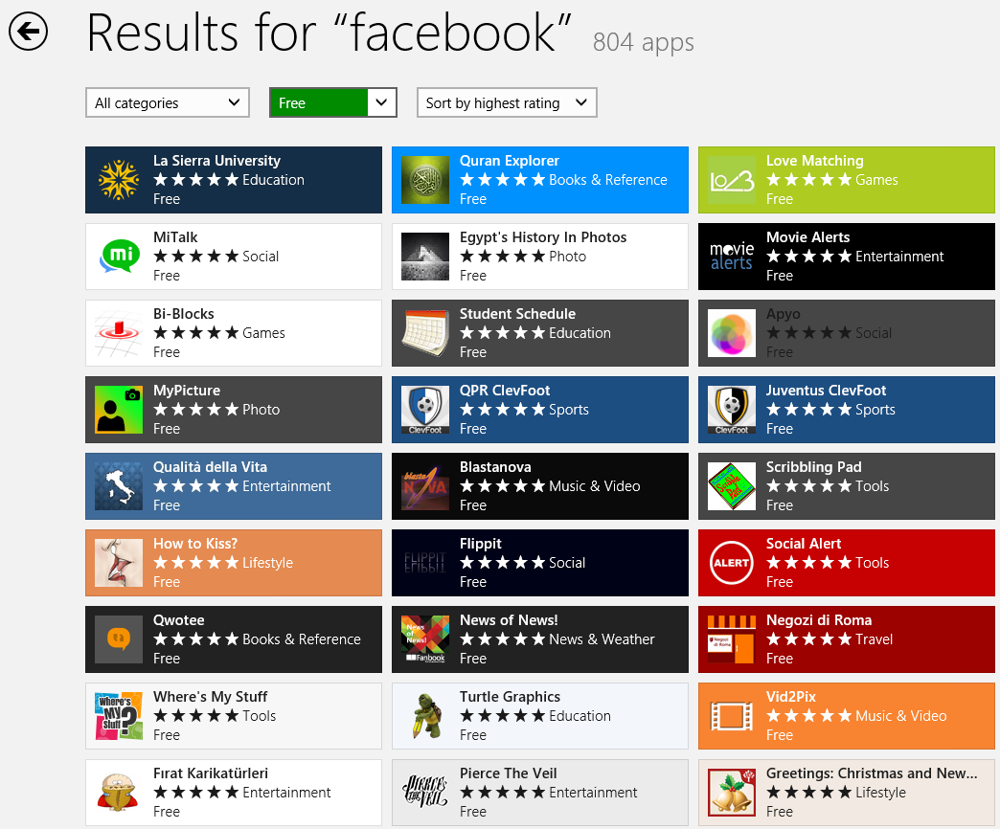 Results for “facebook” 804 apps
All categories
Free
Sort by highest rating
La Sierra University
Education
Free
Quran Explorer
Books & Reference
Free
Love Matching
Games
Free
mi
MiTalk
Social
Free
Egypt's History In Photos
Photo
Free
movie
alerts
Movie Alerts
Entertainment
Free
Bi-Blocks
Games
Free
Student Schedule
Education
Free
Apyo
Social
Free
MyPicture
Photo
Free
ClevFoot
QPR ClevFoot
Sports
Free
ClevFoot
Juventus ClevFoot
Sports
Free
Qualità della Vita
Entertainment
Free
blasta
NOVA
Blastanova
Music & Video
Free
Scribbling Pad
Tools
Free
How to Kiss?
Lifestyle
Free
FLIPPIT
Flippit
Social
Free
ALERT
Social Alert
Tools
Free
Qwotee
Books & Reference
Free
News
of
News!
Fanbook
News of News!
News & Weather
Free
Negozi
di Roma
Negozi di Roma
Travel
Free
Where's
My
Stuff
?
Where's My Stuff
Tools
Free
Turtle Graphics
Education
Free
Vid2Pix
Music & Video
Free
Fırat Karikatürleri
Entertainment
Free
PIERCE
THE VEIL
Pierce The Veil
Entertainment
Free
Greetings: Christmas and New...
Lifestyle
Free